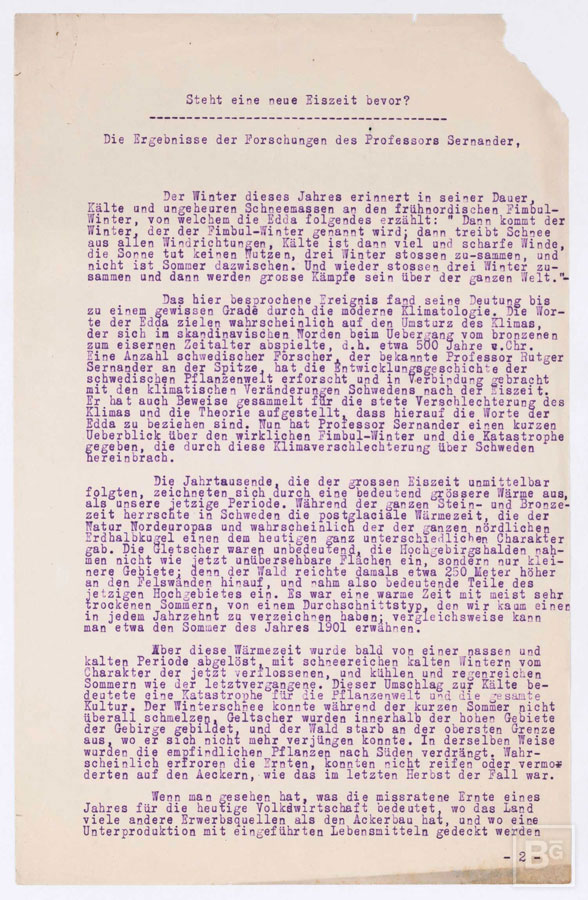 Steht eine neue Eiszeit bevor?
Die Ergebnisse der Forschungen des Professors Sernander,
Der Winter dieses Jahres erinnert in seiner Dauer,
Kälte und ungeheuren Schneemassen an den frühnordischen Fimbul-
Winter, von welchem die Edda folgendes erzählt: " Dann kommt der
Winter, der der Fimbul-Winter genannt wird; dann treibt Schnee
aus allen Windrichtungen, Kälte ist dann viel und scharfe Winde,
die Sonne tut keinen Nutzen, drei Winter stossen zu-sammen, und
nicht ist Sommer dazwischen. Und wieder stossen drei Winter zu-
sammen und dann werden grosse Kämpfe sein über der ganzen Welt."-
Das hier besprochene Ereignis fand seine Deutung bis
zu einem gewissen Grade durch die moderne Klimatologie. Die Wor-
te der Edda zielen wahrscheinlich auf den Umsturz des Klimas,
der sich im skandinavischen Norden beim Uebergang vom bronzenen
zum eisernen Zeitalter abspielte, d.h. etwa 500 Jahre v.Chr.
Eine Anzahl schwedischer Forscher, der bekannte Professor Rutger
Sernander an der Spitze, hat die Entwicklungsgeschichte der
schwedischen Pflanzenwelt erforscht und in Verbindung gebracht
mit den klimatischen Veränderungen Schwedens nach der Eiszeit.
Er hat auch Beweise gesammelt für die stete Verschlechterung des
Klimas und die Theorie aufgestellt, dass hierauf die Worte der
Edda zu beziehen sind. Nun hat Professor Sernander einen kurzen
Ueberblick über den wirklichen Fimbul-Winter und die Katastrophe
gegeben, die durch diese Klimaverschlechterung über Schweden
hereinbrach.
Die Jahrtausende, die der grossen Eiszeit unmittelbar
folgten, zeichneten sich durch eine bedeutend grössere Wärme aus,
als unsere jetzige Periode. Während der ganzen Stein- und Bronze-
zeit herrschte in Schweden die postglaciäle Wärmezeit, die der
Natur Nordeuropas und wahrscheinlich der der ganzen nördlichen
Erdhalbkugel einen dem heutigen ganz unterschiedlichen Charakter
gab. Die Gletscher waren unbedeutend, die Hochgebirgshalden nah-
men nicht wie jetzt unübersehbare Flächen ein, sondern nur klei-
nere Gebiete; denn der Wald reichte damals etwa 250 Meter höher
an den Felswänden hinauf, und nahm also bedeutende Teile des
jetzigen Hochgebietes ein. Es war eine warme Zeit mit meist sehr
trockenen Sommern, von einem Durchschnittstyp, den wir kaum einen
in jedem Jahrzehnt zu verzeichnen haben; vergleichsweise kann
man etwa den Sommer des Jahres 1901 erwähnen.
Aber diese Wärmezeit wurde bald von einer nassen und
kalten Periode abgelöst, mit schneereichen kalten Wintern vom
Charakter der jetzt verflossenen, und kühlen und regenreichen
Sommern wie der letztvergangene. Dieser Umschlag zur Kälte be-
deutete eine Katastrophe für die Pflanzenwelt und die gesamte
Kultur. Der Winterschnee konnte während der kurzen Sommer nicht
überall schmelzen, Geltscher wurden innerhalb der hohen Gebiete
der Gebirge gebildet, und der Wald starb an der obersten Grenze
aus, wo er sich nicht mehr verjüngen konnte. In derselben Weise
wurden die empfindlichen Pflanzen nach Süden verdrängt. Wahr-
scheinlich erfroren die Ernten, konnten nicht reifen oder vermo-
derten auf den Aeckern, wie das im letzten Herbst der Fall war.
Wenn man gesehen hat, was die missratene Ernte eines
Jahres für die heutige Volkdwirtschaft bedeutet, wo das Land
viele andere Erwerbsquellen als den Ackerbau hat, und wo eine
Unterproduktion mit eingeführten Lebensmitteln gedeckt werden
- 2 -
BG